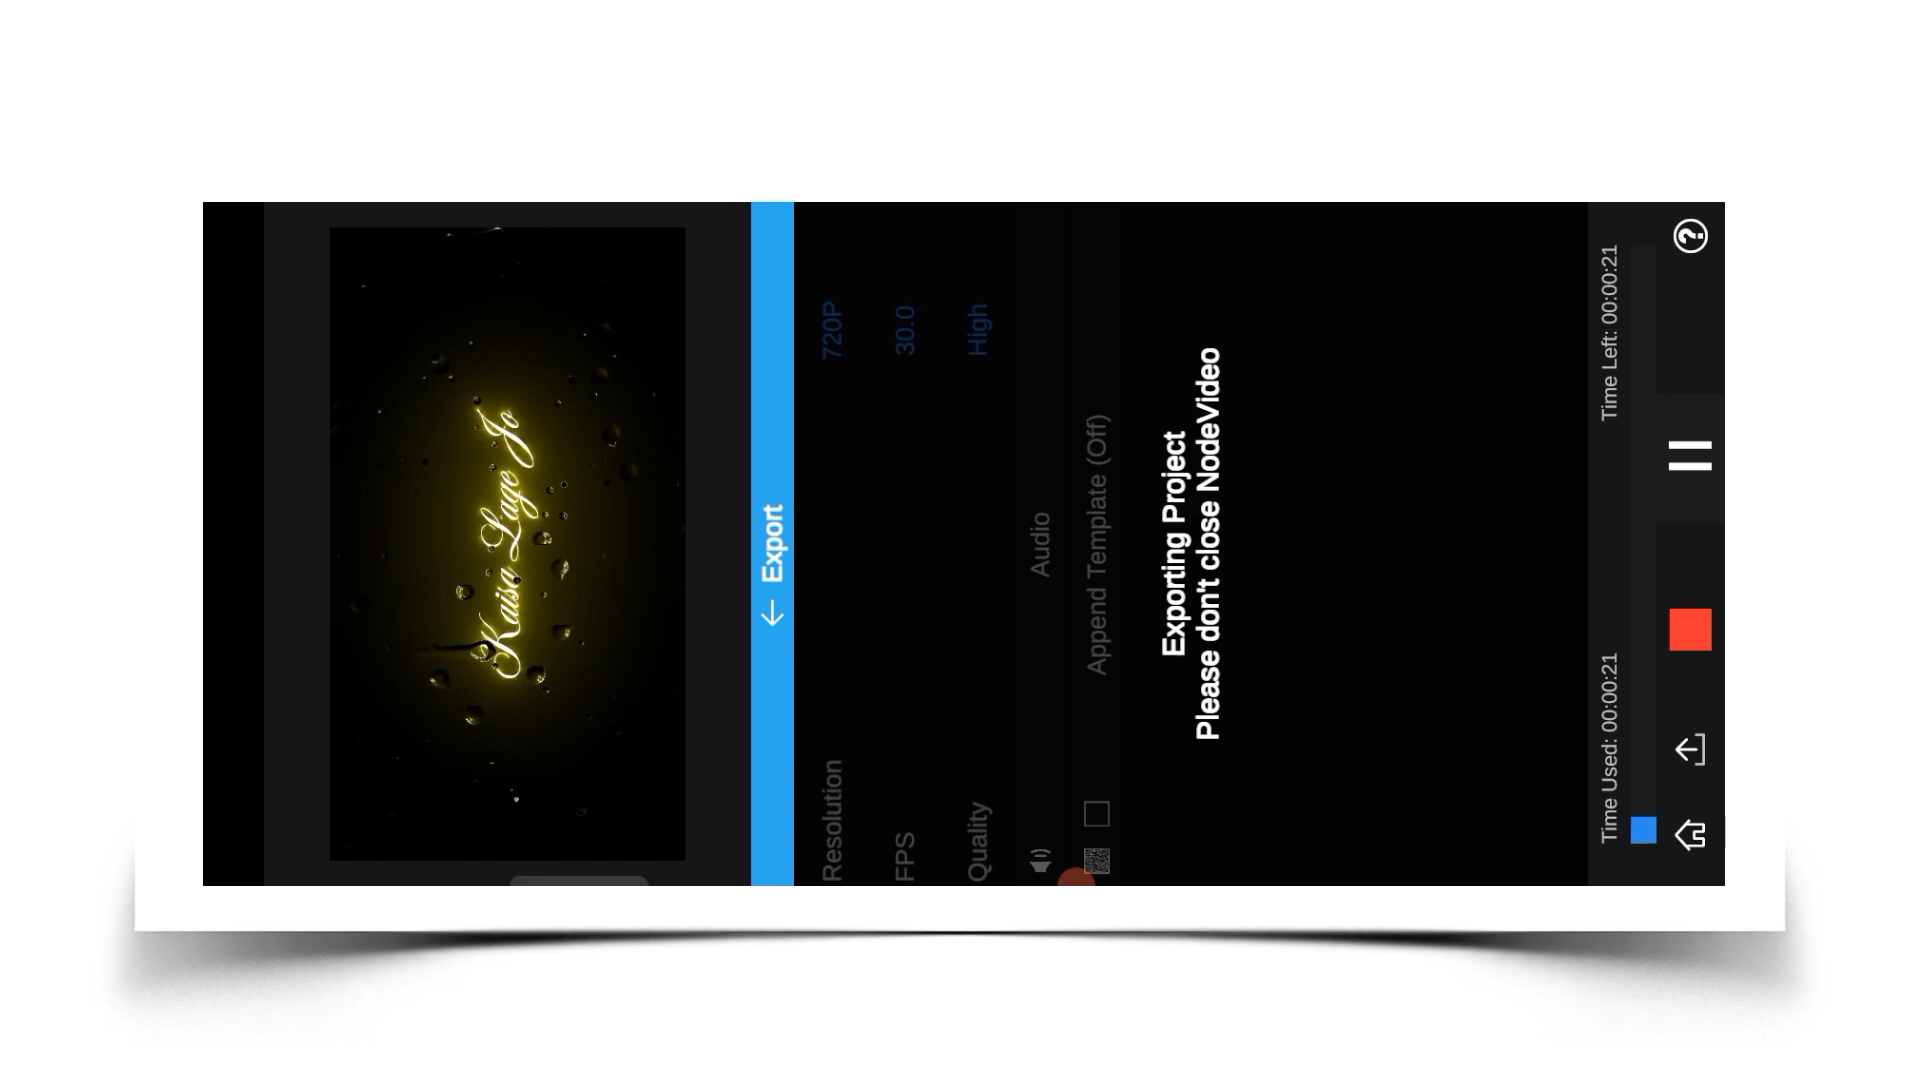 Kaisa Lage Jo
Export
Resolution 720P
FPS 30.0
Quality High
Audio
Append Template (Off)
Exporting Project
Please don't close NodeVideo
Time Used: 00:00:21 Time Left: 00:00:21